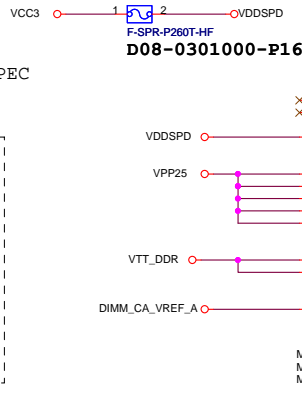 VCC3 1 2 VDDSPD
F-SPR-P260T-HF
D08-0301000-P16
PEC
VDDSPD
VPP25
VTT_DDR
DIMM_CA_VREF_A
M
M
M